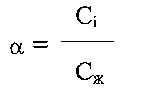 α = Cᵢ / Cж